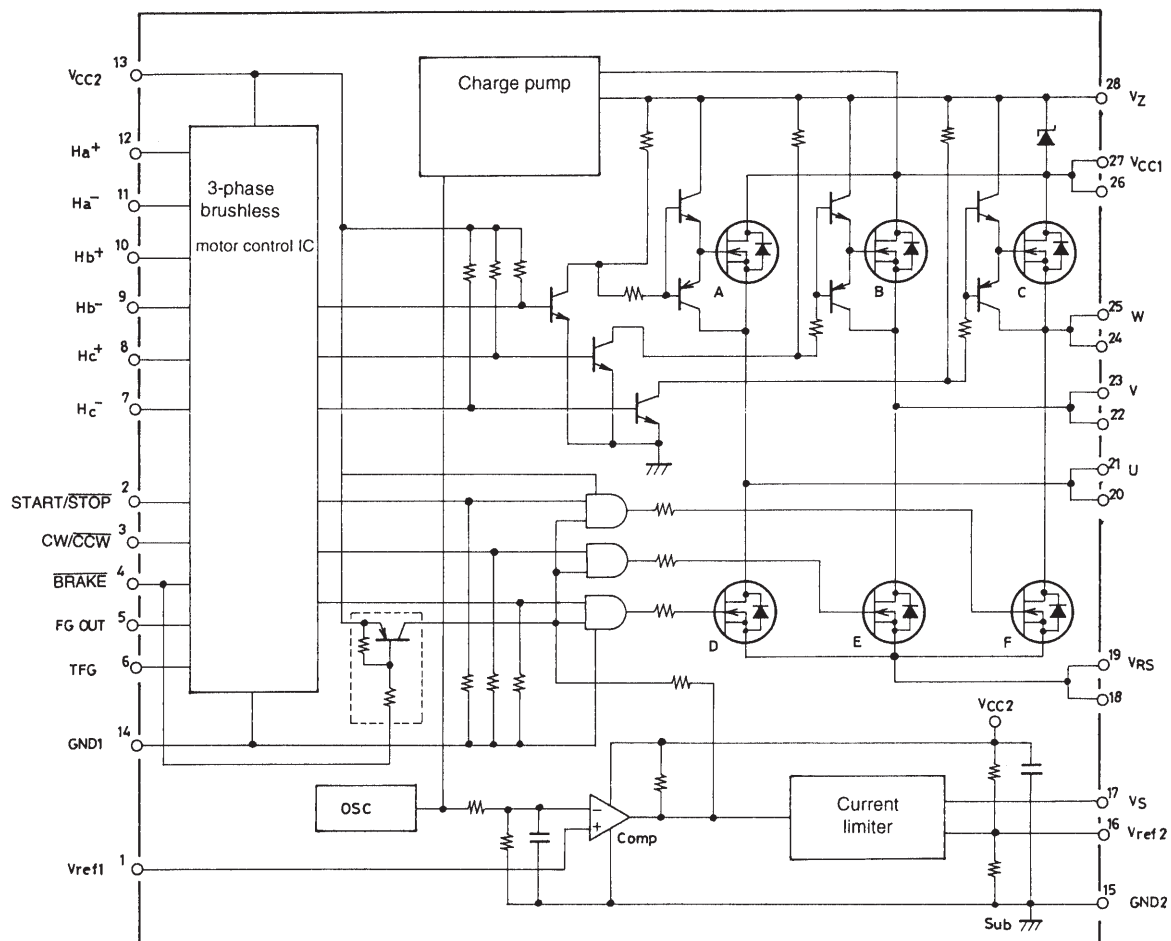 VCC2 13
Ha+ 12
Ha- 11
Hb+ 10
Hb- 9
Hc+ 8
Hc- 7
START/STOP 2
CW/CCW 3
BRAKE 4
FG OUT 5
TFG 6
GND1 14
Vref1 1
3-phase
brushless
motor control IC
Charge pump
A
B
C
D
E
F
OSC
Comp
Current
limiter
VCC2
Sub
28 VZ
27 VCC1
26
25 W
24
23 V
22
21 U
20
19 VRS
18
17 VS
16 Vref2
15 GND2